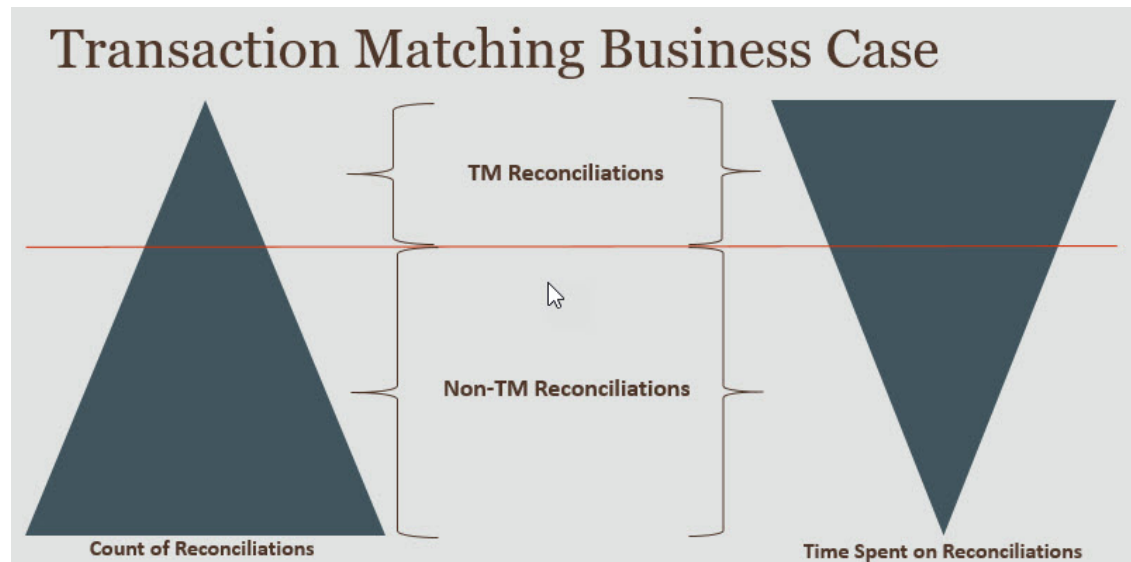 Transaction Matching Business Case
TM Reconciliations
Non-TM Reconciliations
Count of Reconciliations
Time Spent on Reconciliations